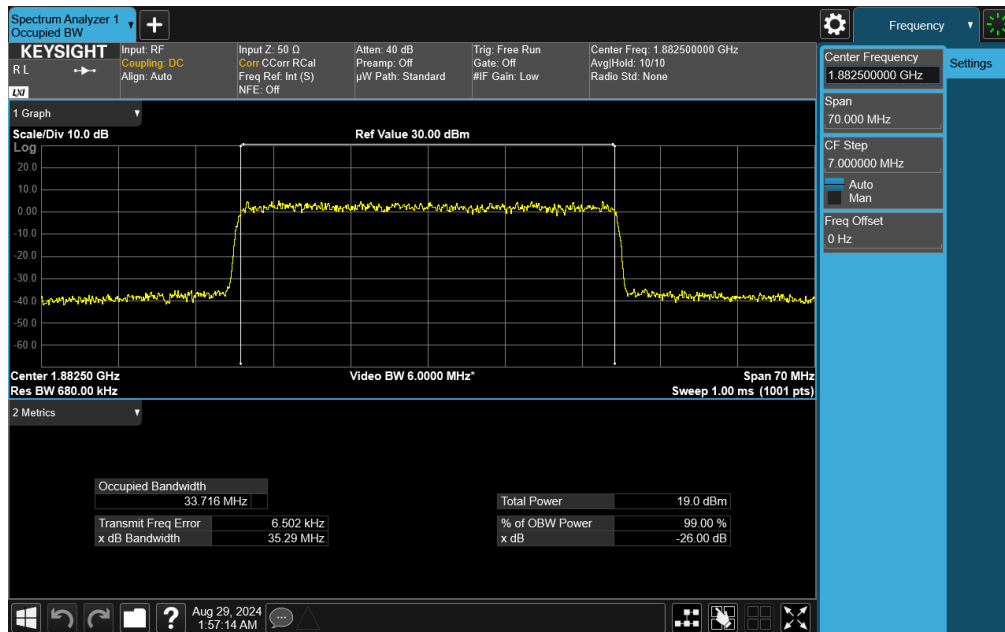 Spectrum Analyzer 1
Occupied BW
+
Frequency
KEYSIGHT
R L
LXI
Input: RF
Coupling: DC
Align: Auto
Input Z: 50 Ω
Corr CCorr RCal
Freq Ref: Int (S)
NFE: Off
Atten: 40 dB
Preamp: Off
µW Path: Standard
Trig: Free Run
Gate: Off
#IF Gain: Low
Center Freq: 1.882500000 GHz
Avg|Hold: 10/10
Radio Std: None
Center Frequency
1.882500000 GHz
Settings
Span
70.000 MHz
CF Step
7.000000 MHz
Auto
Man
Freq Offset
0 Hz
1 Graph
Scale/Div 10.0 dB
Ref Value 30.00 dBm
Log
20.0
10.0
0.00
-10.0
-20.0
-30.0
-40.0
-50.0
-60.0
Center 1.88250 GHz
Video BW 6.0000 MHz*
Span 70 MHz
Res BW 680.00 kHz
Sweep 1.00 ms (1001 pts)
2 Metrics
Occupied Bandwidth
33.716 MHz
Total Power 19.0 dBm
Transmit Freq Error 6.502 kHz
% of OBW Power 99.00 %
x dB Bandwidth 35.29 MHz
x dB -26.00 dB
?
Aug 29, 2024
1:57:14 AM